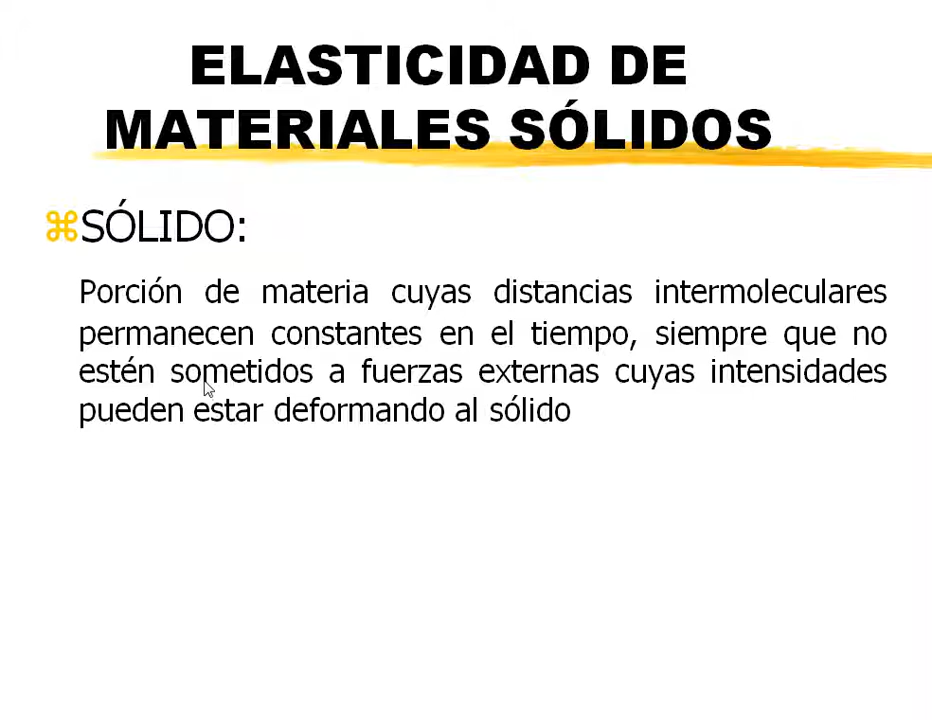 ELASTICIDAD DE
MATERIALES SÓLIDOS
⌘SÓLIDO:
Porción de materia cuyas distancias intermoleculares
permanecen constantes en el tiempo, siempre que no
estén sometidos a fuerzas externas cuyas intensidades
pueden estar deformando al sólido